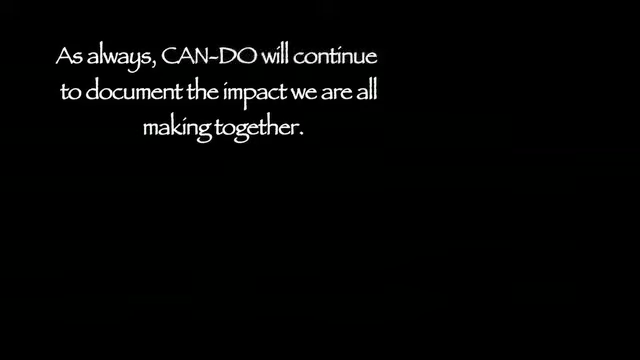 As always, CAN-DO will continue
to document the impact we are all
making together.